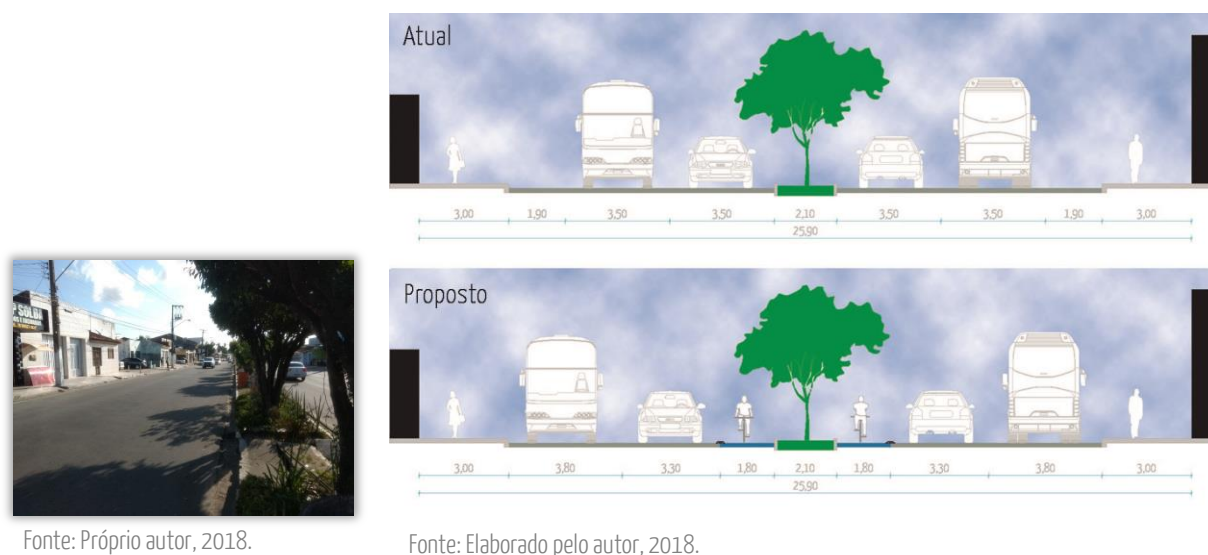 Atual
3,00 1,90 3,50 3,50 2,10 3,50 3,50 1,90 3,00
25,90
Proposto
3,00 3,80 3,30 1,80 2,10 1,80 3,30 3,80 3,00
25,90
Fonte: Próprio autor, 2018.
Fonte: Elaborado pelo autor, 2018.